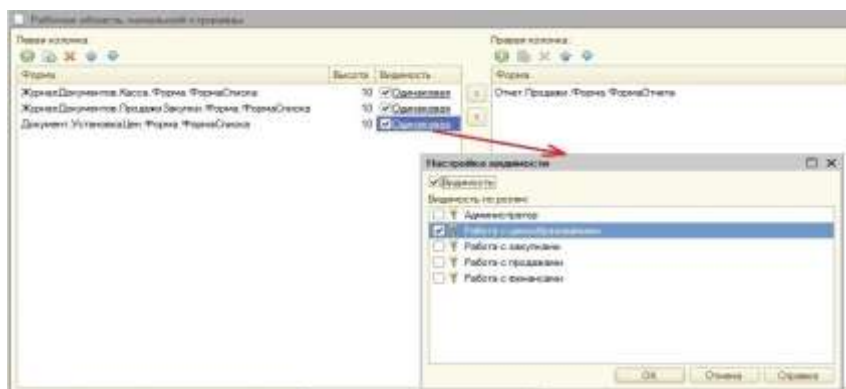 Рабочая область начальной страницы
Левая колонка:
Правая колонка:
Форма Высота Видимость
Форма
ЖурналДокументов.Касса.Форма.ФормаСписка 10 Одинаковая
Отчет.Продажи.Форма.ФормаОтчета
ЖурналДокументов.ПродажиЗакупки.Форма.ФормаСписка 10 Одинаковая
Документ.УстановкаЦен.Форма.ФормаСписка 10 Одинаковая
Настройка видимости
Видимость
Видимость по ролям:
Администратор
Работа с ценообразованием
Работа с закупками
Работа с продажами
Работа с финансами
ОК Отмена Справка